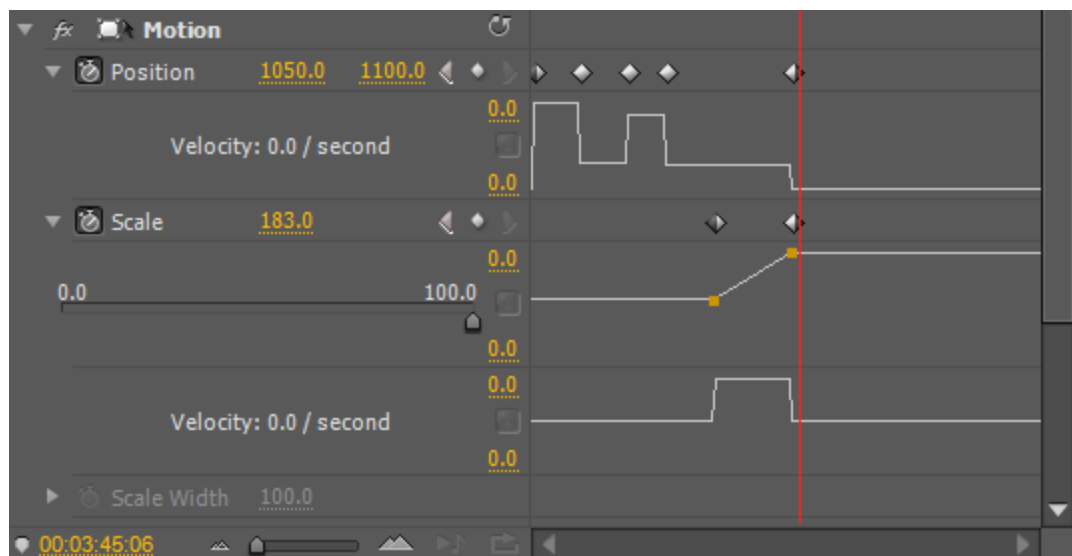 fx Motion
Position 1050.0 1100.0
0.0
Velocity: 0.0 / second
0.0
Scale 183.0
0.0
0.0 100.0
0.0
0.0
Velocity: 0.0 / second
0.0
Scale Width 100.0
00:03:45:06